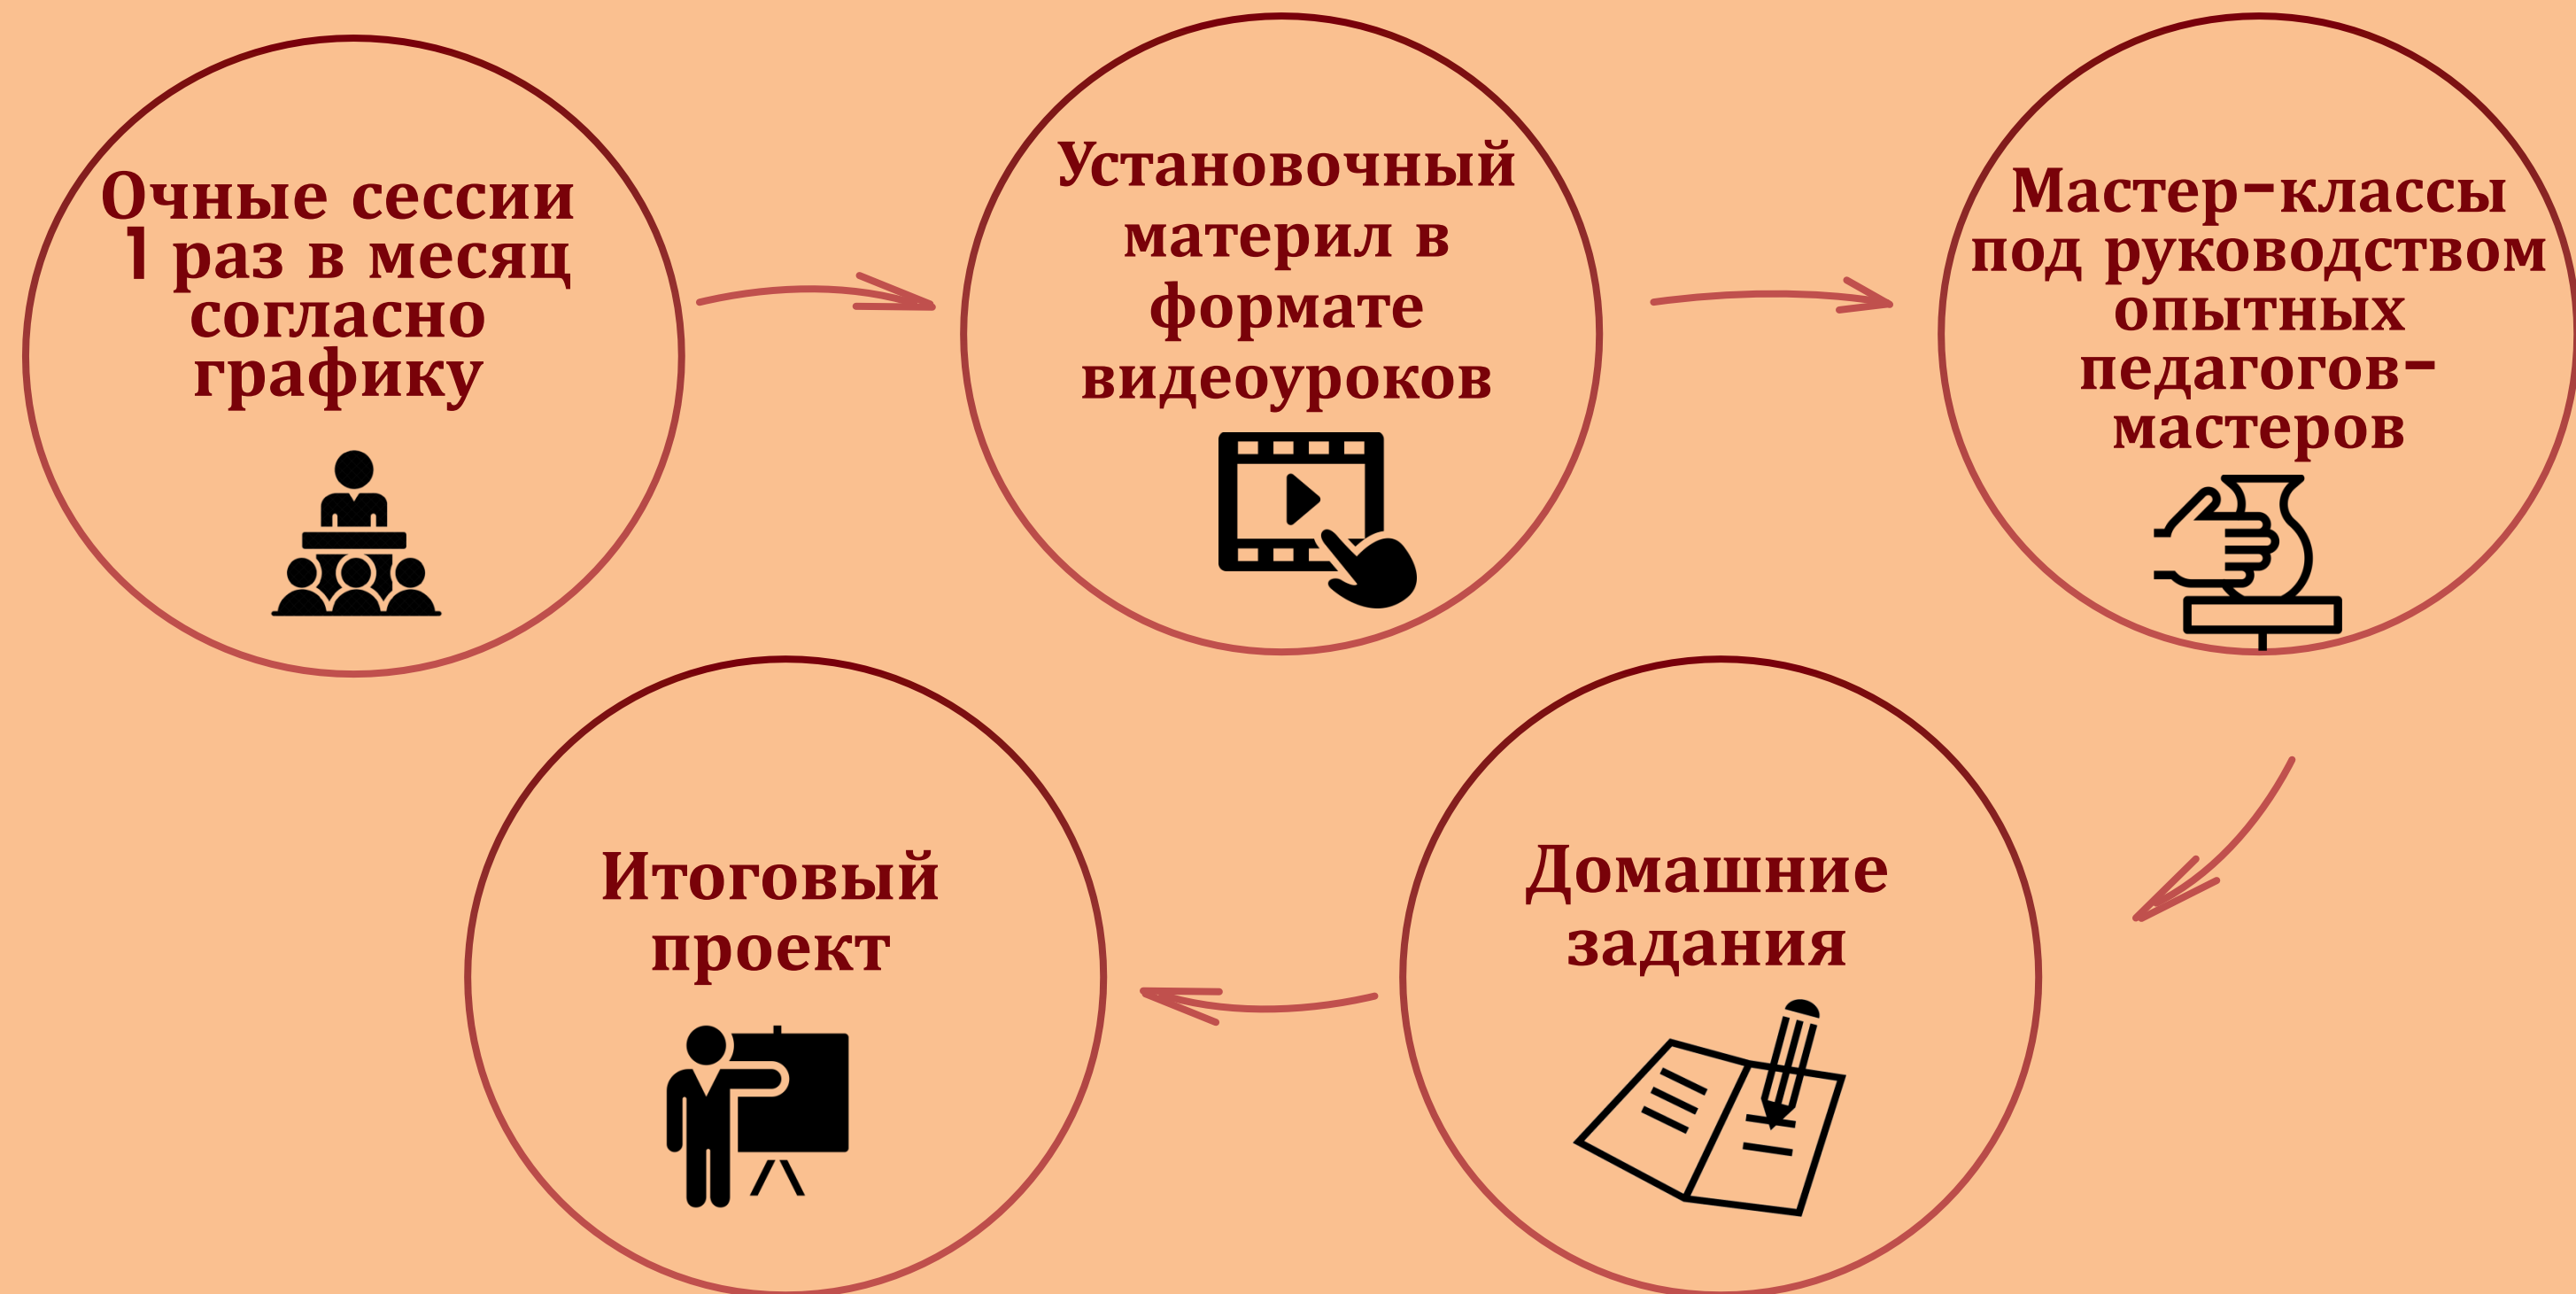 Очные сессии
1 раз в месяц
согласно
графику
Установочный
материл в
формате
видеоуроков
Мастер-классы
под руководством
опытных
педагогов-
мастеров
Домашние
задания
Итоговый
проект